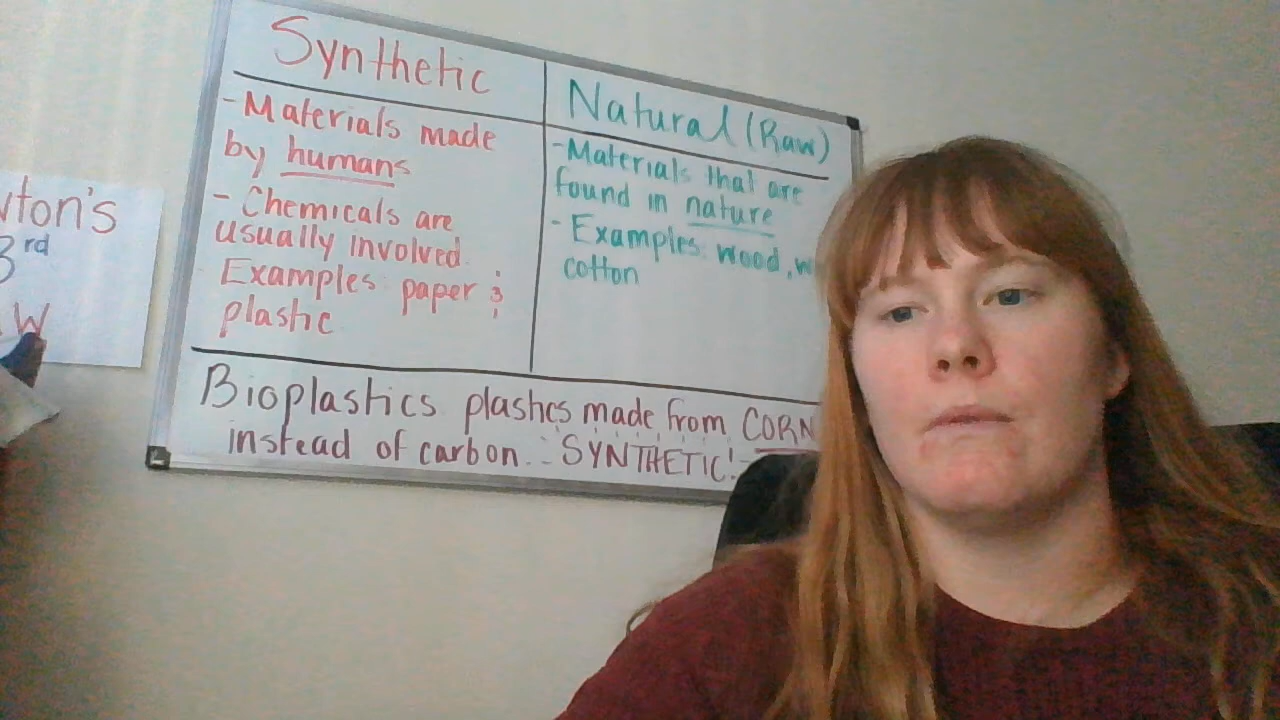 Synthetic
- Materials made
by humans
- Chemicals are
usually involved.
Examples: paper &
plastic
Natural (Raw)
- Materials that are
found in nature
- Examples: wood,
cotton
Bioplastics plastics made from CORN
instead of carbon. SYNTHETIC!
3rd